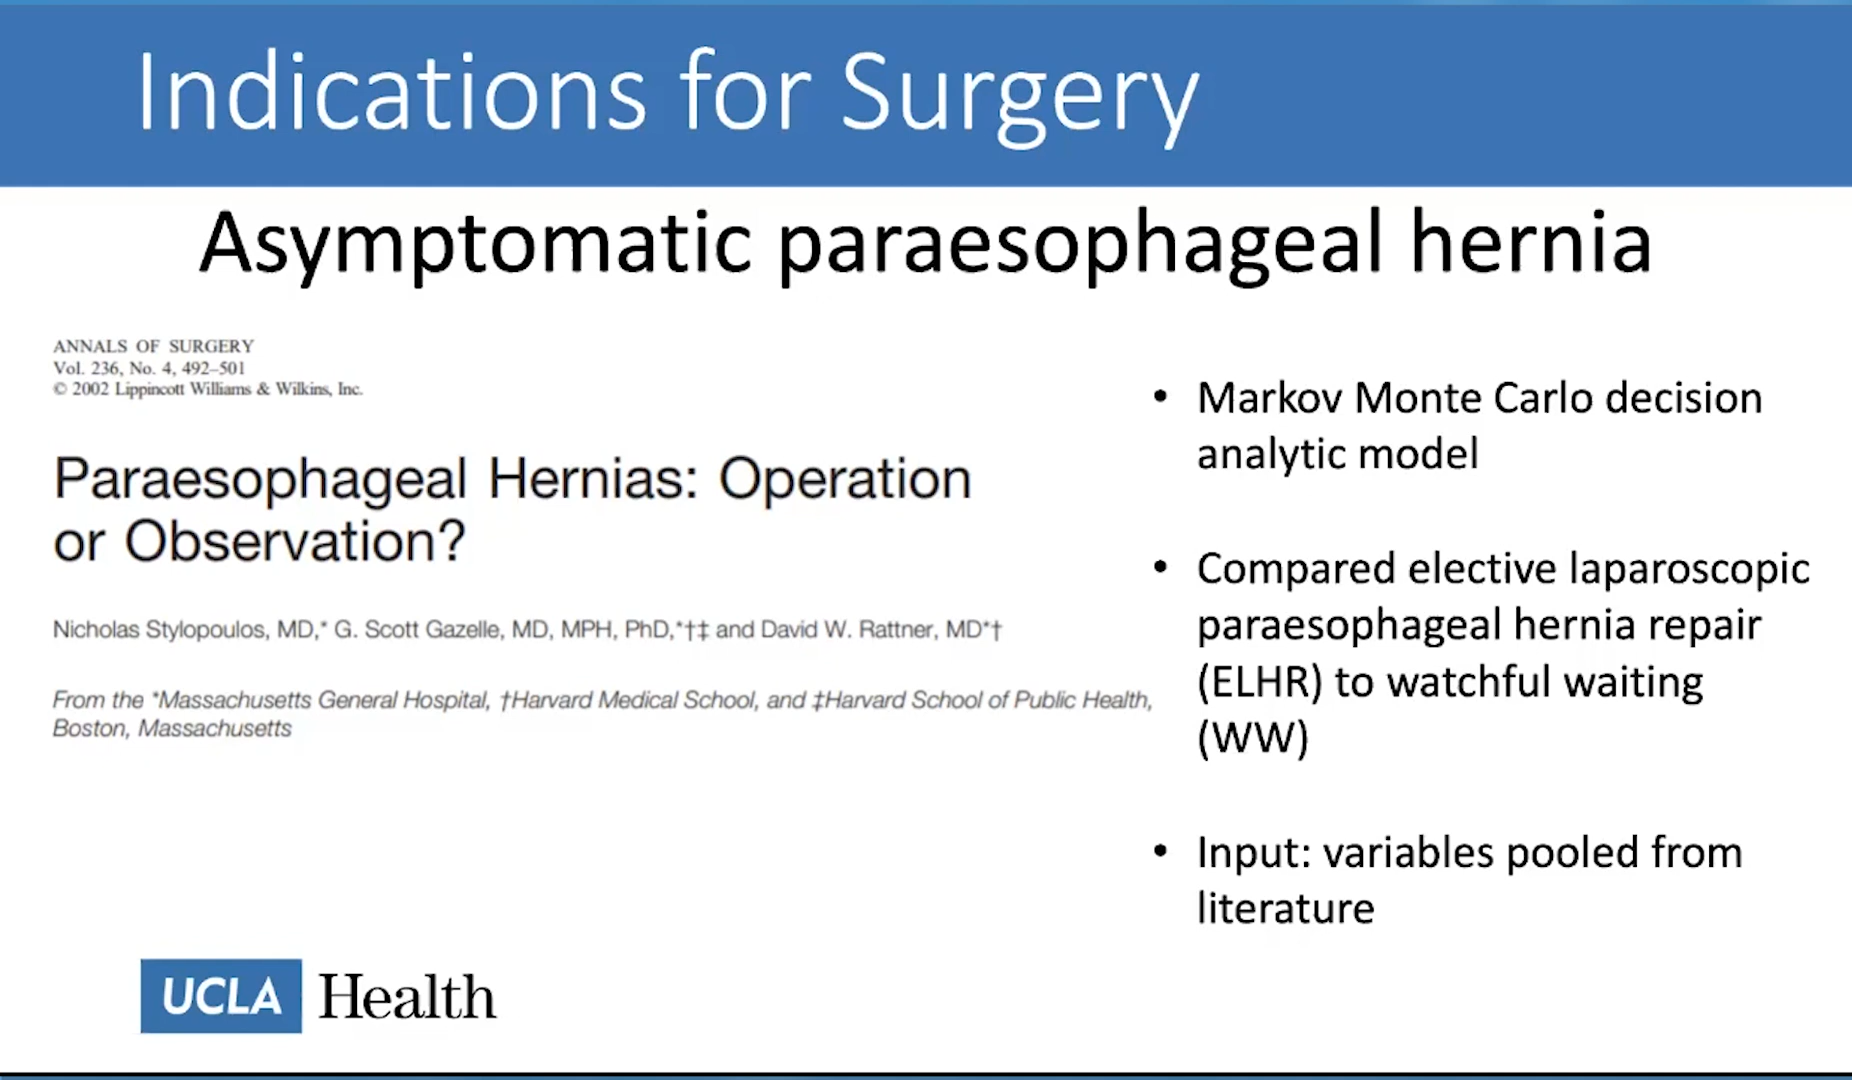 Indications for Surgery
Asymptomatic paraesophageal hernia
ANNALS OF SURGERY
Vol. 236, No. 4, 492–501
© 2002 Lippincott Williams & Wilkins, Inc.
Paraesophageal Hernias: Operation
or Observation?
Nicholas Stylopoulos, MD,* G. Scott Gazelle, MD, MPH, PhD,*†‡ and David W. Rattner, MD*†
From the *Massachusetts General Hospital, †Harvard Medical School, and ‡Harvard School of Public Health,
Boston, Massachusetts
• Markov Monte Carlo decision
analytic model
• Compared elective laparoscopic
paraesophageal hernia repair
(ELHR) to watchful waiting
(WW)
• Input: variables pooled from
literature
UCLA Health